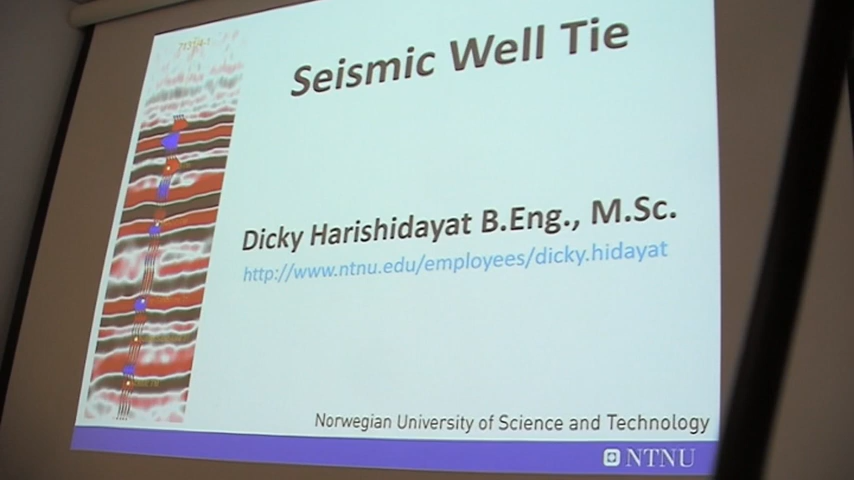 Seismic Well Tie
Dicky Harishidayat B.Eng., M.Sc.
http://www.ntnu.edu/employees/dicky.hidayat
Norwegian University of Science and Technology
NTNU